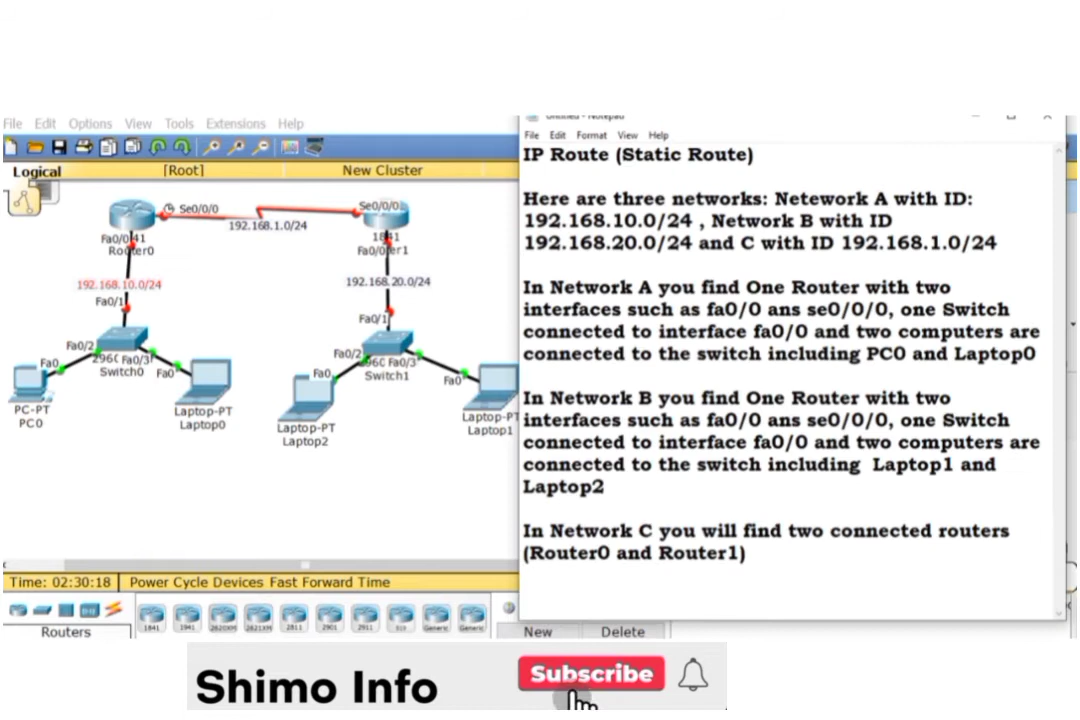 File Edit Options View Tools Extensions Help
Logical [Root] New Cluster
Se0/0/0
Se0/0/0
192.168.1.0/24
Fa0/0
Router0
Fa0/0
192.168.10.0/24
192.168.20.0/24
Fa0/1
Fa0/1
Fa0/2
Fa0/3
Switch0
Fa0
Fa0
PC-PT
PC0
Laptop-PT
Laptop0
Fa0/2
Fa0/3
Switch1
Fa0
Fa0
Laptop-PT
Laptop2
Laptop-PT
Laptop1
Time: 02:30:18 Power Cycle Devices Fast Forward Time
1841 1941 2620XM 2621XM 2811 2901 2911 Generic Generic
Routers
New Delete
Untitled - Notepad
File Edit Format View Help
IP Route (Static Route)
Here are three networks: Netework A with ID:
192.168.10.0/24 , Network B with ID
192.168.20.0/24 and C with ID 192.168.1.0/24
In Network A you find One Router with two
interfaces such as fa0/0 ans se0/0/0, one Switch
connected to interface fa0/0 and two computers are
connected to the switch including PC0 and Laptop0
In Network B you find One Router with two
interfaces such as fa0/0 ans se0/0/0, one Switch
connected to interface fa0/0 and two computers are
connected to the switch including Laptop1 and
Laptop2
In Network C you will find two connected routers
(Router0 and Router1)
Shimo Info
Subscribe